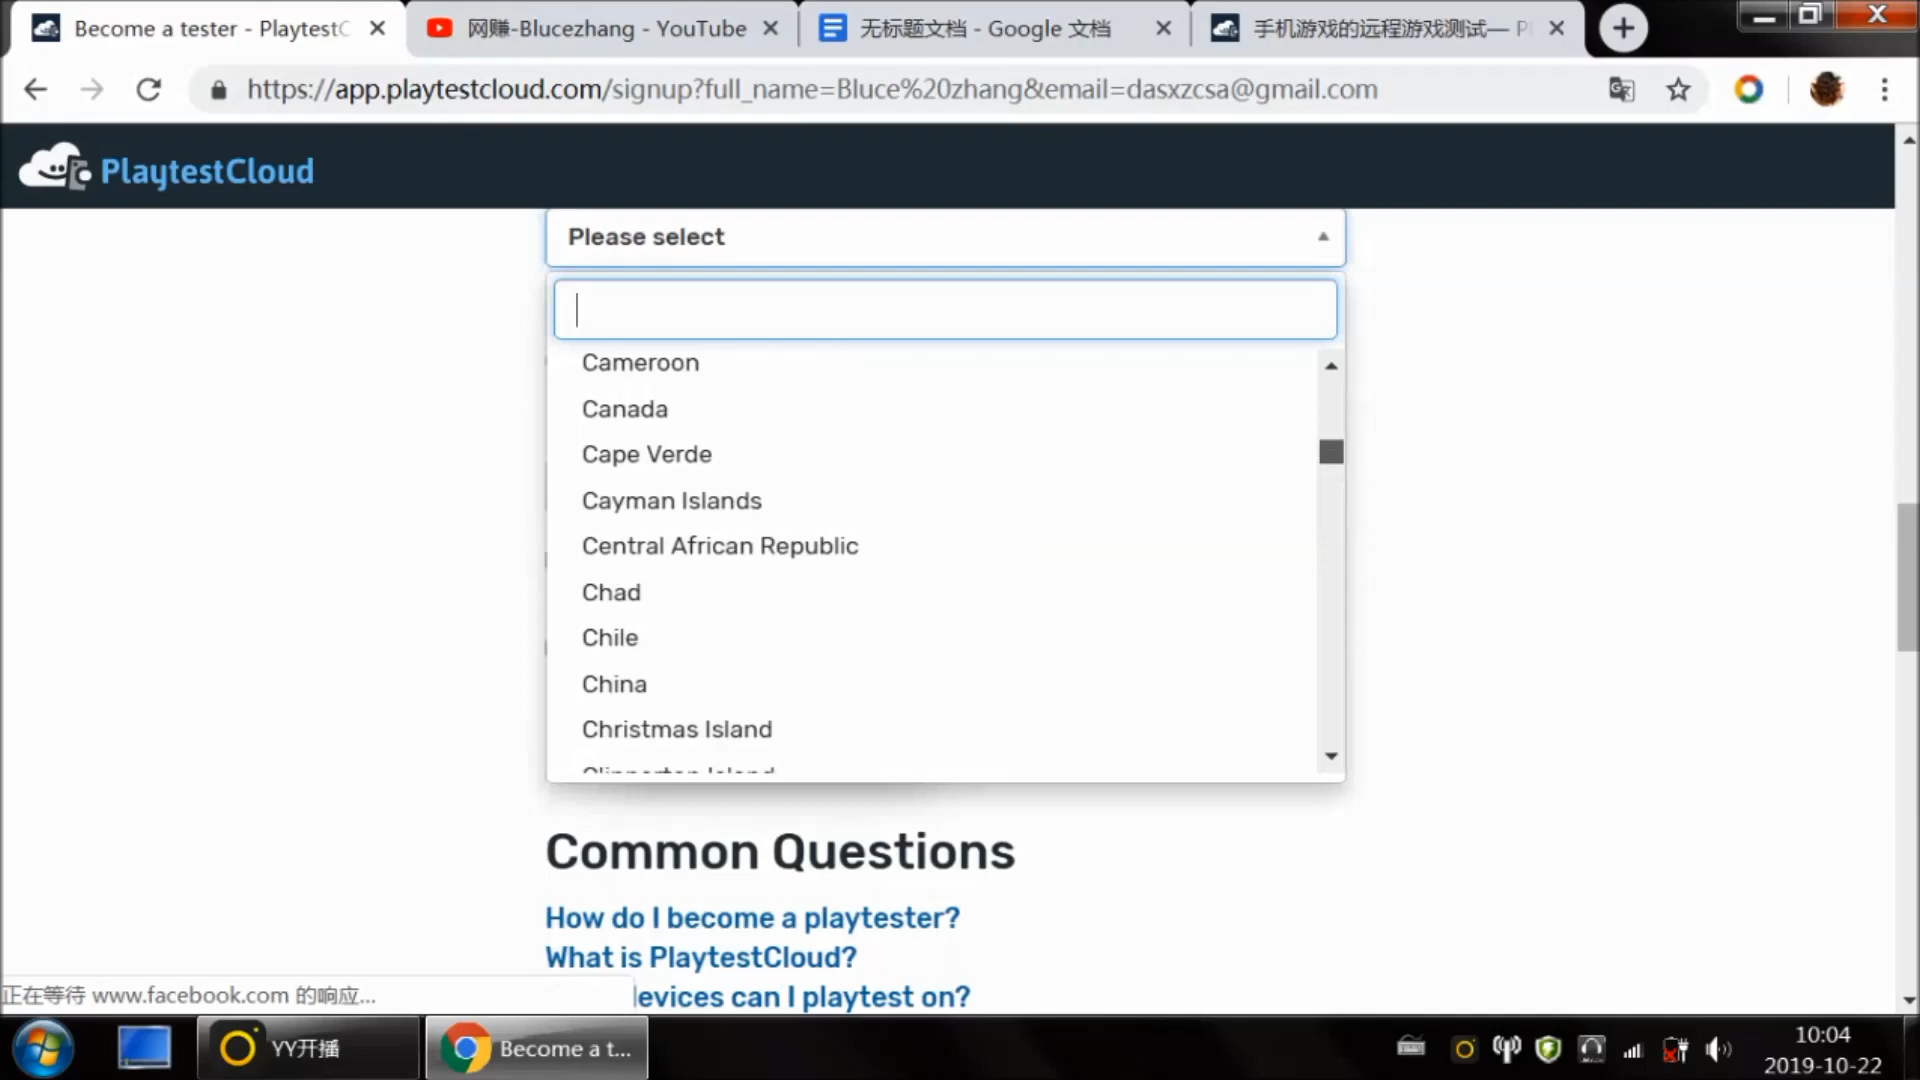 Become a tester - PlaytestC
网赚-Blucezhang - YouTube
无标题文档 - Google 文档
手机游戏的远程游戏测试— Pl
https://app.playtestcloud.com/signup?full_name=Bluce%20zhang&email=dasxzcsa@gmail.com
PlaytestCloud
Please select
Cameroon
Canada
Cape Verde
Cayman Islands
Central African Republic
Chad
Chile
China
Christmas Island
Clipperton Island
Common Questions
How do I become a playtester?
What is PlaytestCloud?
evices can I playtest on?
正在等待 www.facebook.com 的响应...
YY开播
Become a t...
10:04
2019-10-22